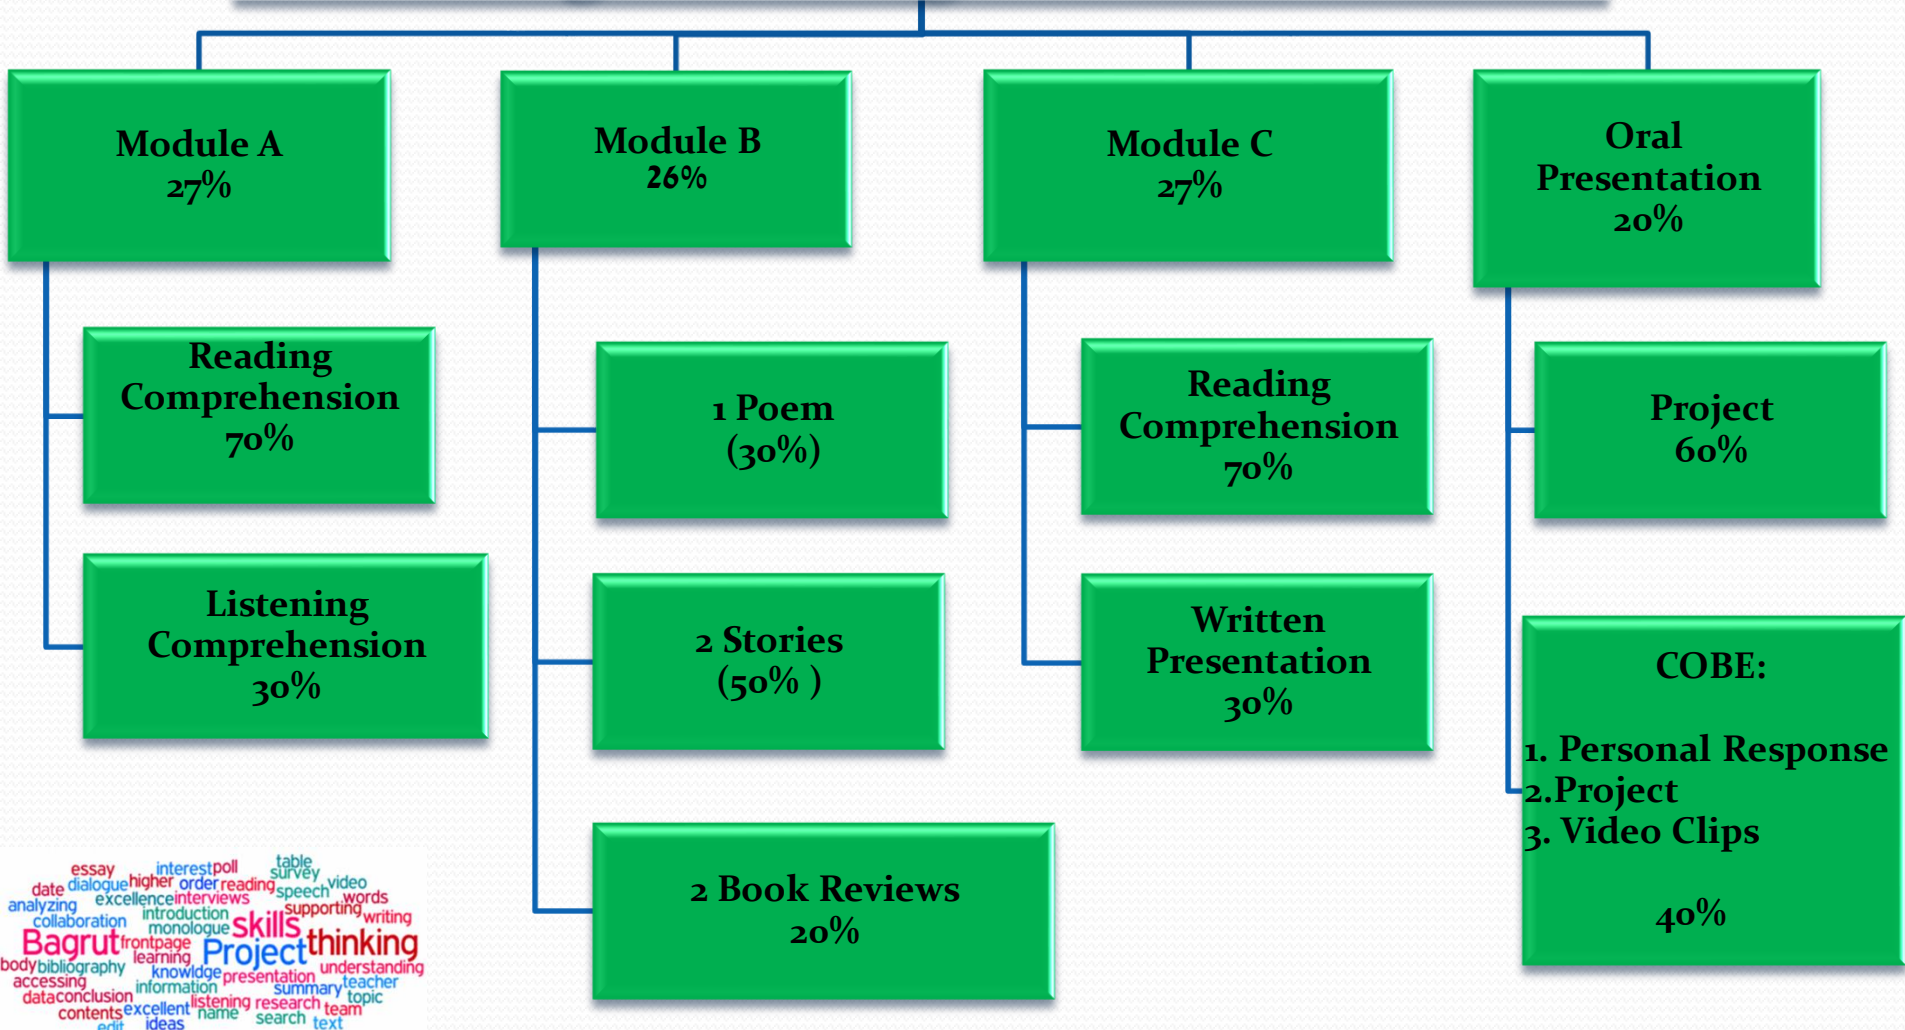 Module A
27%
Module B
26%
Module C
27%
Oral
Presentation
20%
Reading
Comprehension
70%
Listening
Comprehension
30%
1 Poem
(30%)
2 Stories
(50% )
2 Book Reviews
20%
Reading
Comprehension
70%
Written
Presentation
30%
Project
60%
COBE:
1. Personal Response
2.Project
3. Video Clips
40%
table
essay interest poll survey
date dialogue higher order reading speech video
analyzing excellence interviews words
collaboration introduction skills supporting writing
monologue
Bagrut frontpage Project thinking
learning
body bibliography knowldge presentation understanding
accessing information summary teacher
data conclusion listening research topic
contents excellent name search team
edit ideas text